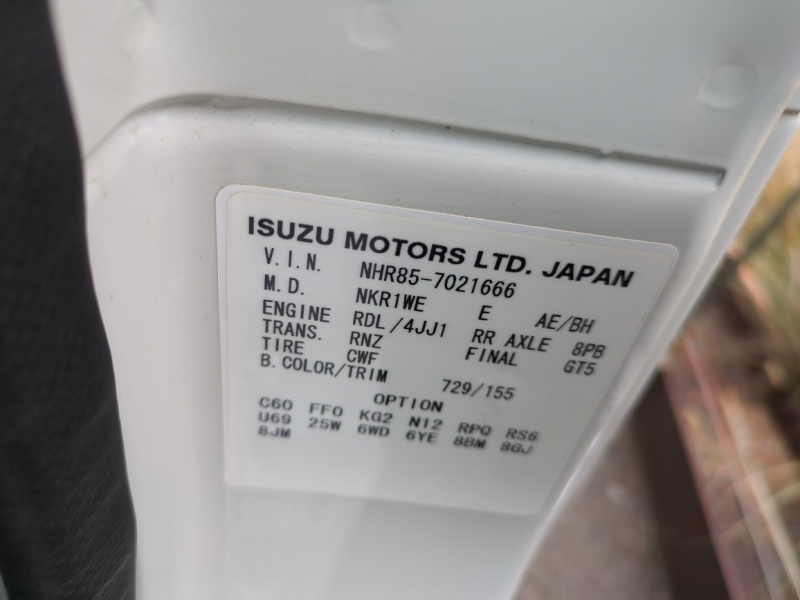 ISUZU MOTORS LTD. JAPAN
V.I.N. NHR85-7021666
M.D. NKR1WE E AE/BH
ENGINE RDL/4JJ1 RR AXLE 8PB
TRANS. RNZ FINAL GT5
TIRE CWF
B.COLOR/TRIM 729/155
OPTION
C60 FF0 KG2 N12 RPQ RS6
U69 25W 6WD 6YE 8BM 8GJ
8JM